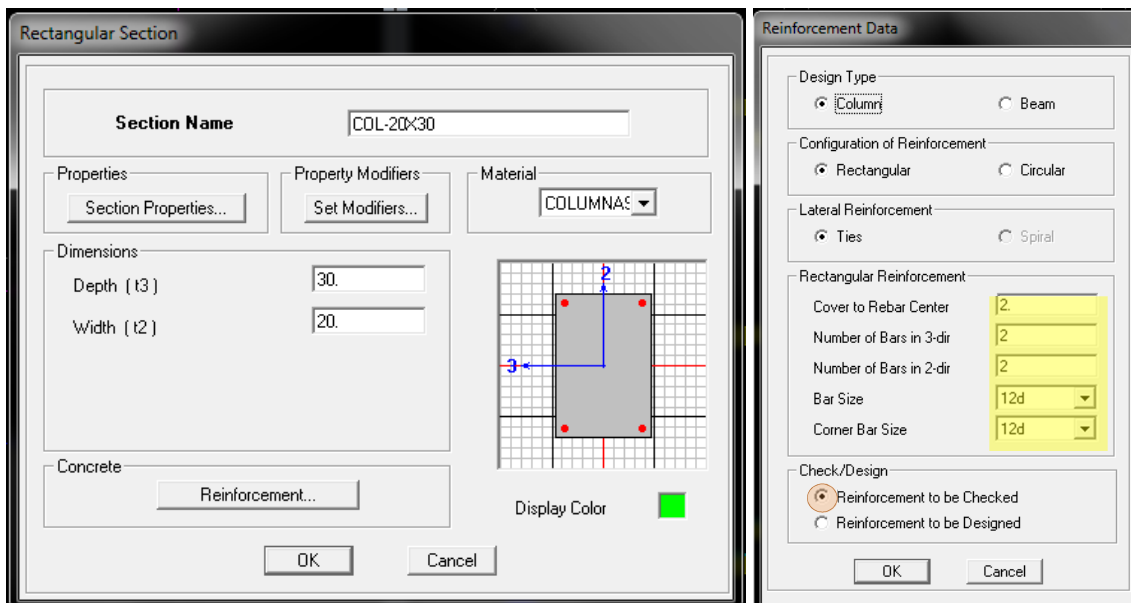 Rectangular Section
Section Name COL-20X30
Properties
Section Properties...
Property Modifiers
Set Modifiers...
Material
COLUMNAS
Dimensions
Depth ( t3 ) 30.
Width ( t2 ) 20.
2
3
Concrete
Reinforcement...
Display Color
OK Cancel
Reinforcement Data
Design Type
Column Beam
Configuration of Reinforcement
Rectangular Circular
Lateral Reinforcement
Ties Spiral
Rectangular Reinforcement
Cover to Rebar Center 2.
Number of Bars in 3-dir 2
Number of Bars in 2-dir 2
Bar Size 12d
Corner Bar Size 12d
Check/Design
Reinforcement to be Checked
Reinforcement to be Designed
OK Cancel